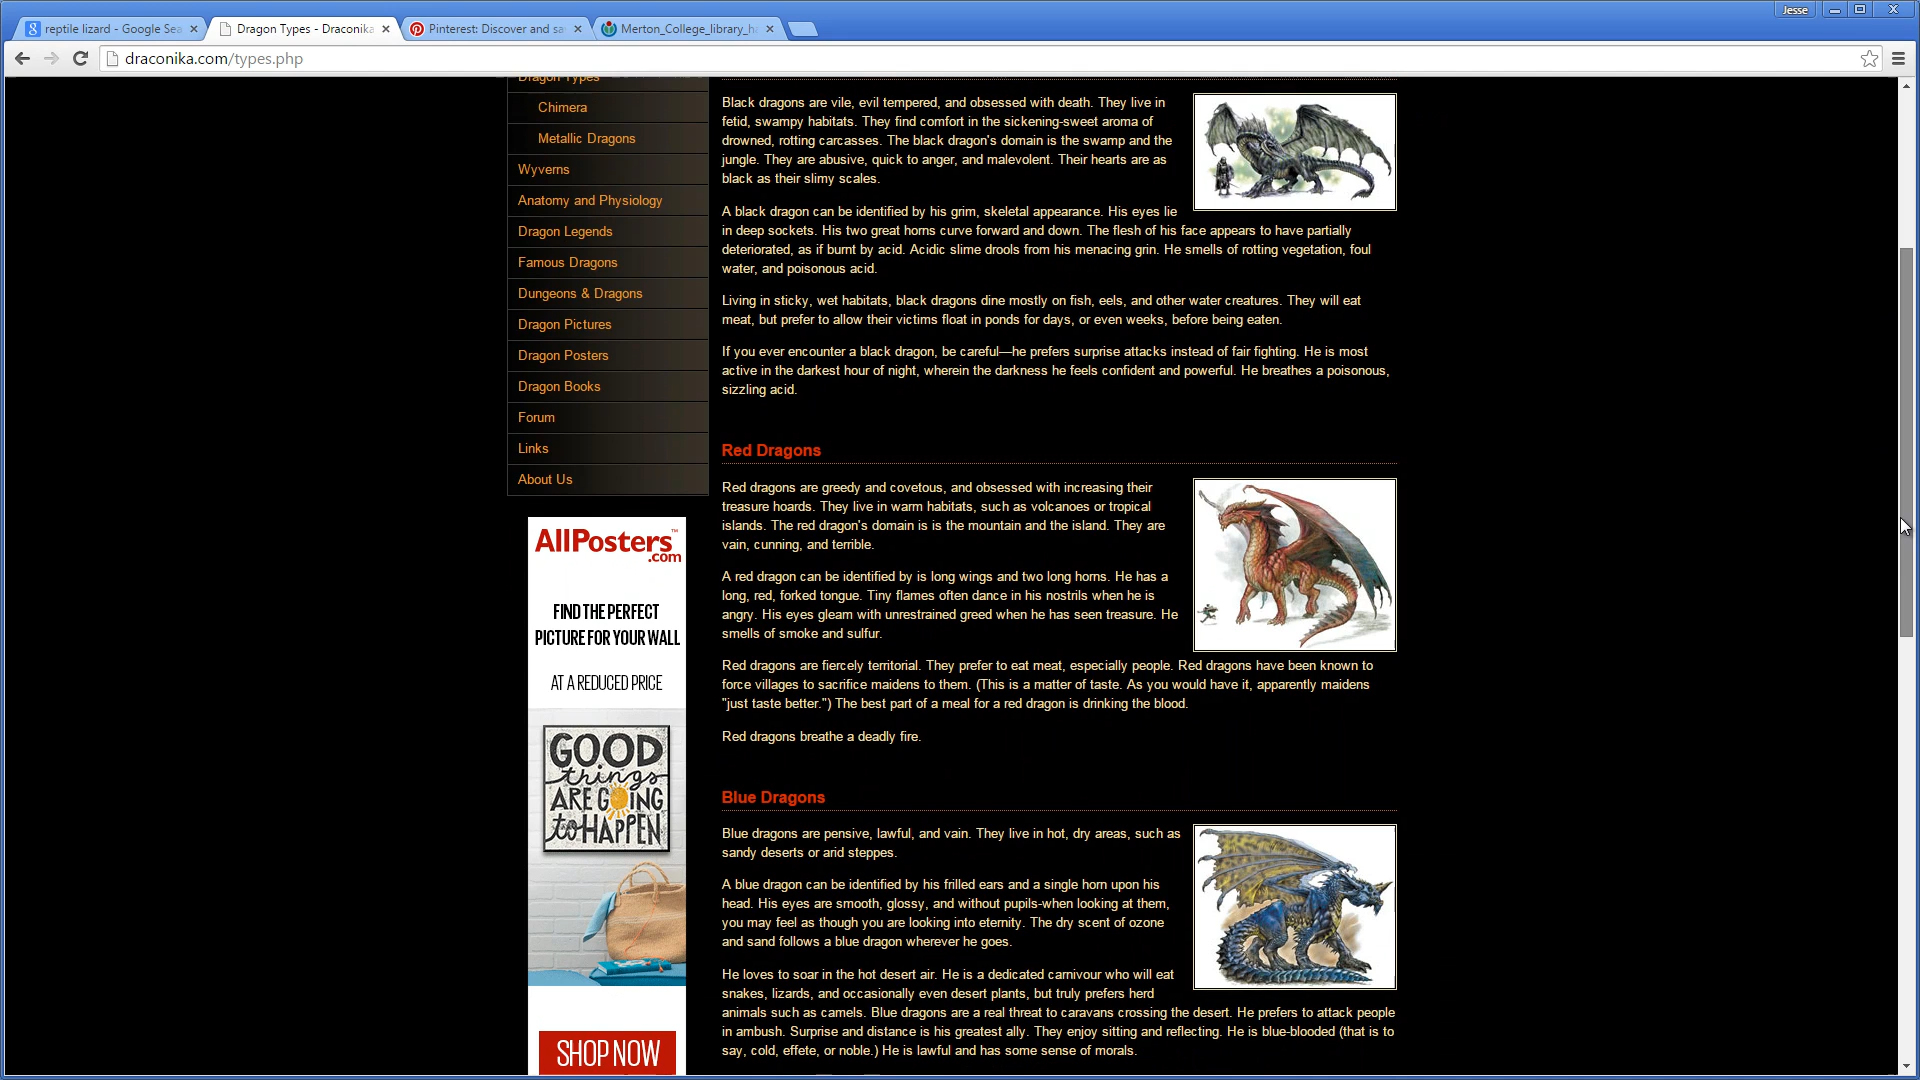 Jesse
reptile lizard - Google Sea
Dragon Types - Draconika
Pinterest: Discover and sa
Merton_College_library_ha
draconika.com/types.php
Dragon Types
Chimera
Metallic Dragons
Wyverns
Anatomy and Physiology
Dragon Legends
Famous Dragons
Dungeons & Dragons
Dragon Pictures
Dragon Posters
Dragon Books
Forum
Links
About Us
AllPosters™
.com
FIND THE PERFECT
PICTURE FOR YOUR WALL
AT A REDUCED PRICE
GOOD
things
ARE GOING
to HAPPEN
SHOP NOW
Black dragons are vile, evil tempered, and obsessed with death. They live in
fetid, swampy habitats. They find comfort in the sickening-sweet aroma of
drowned, rotting carcasses. The black dragon's domain is the swamp and the
jungle. They are abusive, quick to anger, and malevolent. Their hearts are as
black as their slimy scales.
A black dragon can be identified by his grim, skeletal appearance. His eyes lie
in deep sockets. His two great horns curve forward and down. The flesh of his face appears to have partially
deteriorated, as if burnt by acid. Acidic slime drools from his menacing grin. He smells of rotting vegetation, foul
water, and poisonous acid.
Living in sticky, wet habitats, black dragons dine mostly on fish, eels, and other water creatures. They will eat
meat, but prefer to allow their victims float in ponds for days, or even weeks, before being eaten.
If you ever encounter a black dragon, be careful—he prefers surprise attacks instead of fair fighting. He is most
active in the darkest hour of night, wherein the darkness he feels confident and powerful. He breathes a poisonous,
sizzling acid.
Red Dragons
Red dragons are greedy and covetous, and obsessed with increasing their
treasure hoards. They live in warm habitats, such as volcanoes or tropical
islands. The red dragon's domain is is the mountain and the island. They are
vain, cunning, and terrible.
A red dragon can be identified by is long wings and two long horns. He has a
long, red, forked tongue. Tiny flames often dance in his nostrils when he is
angry. His eyes gleam with unrestrained greed when he has seen treasure. He
smells of smoke and sulfur.
Red dragons are fiercely territorial. They prefer to eat meat, especially people. Red dragons have been known to
force villages to sacrifice maidens to them. (This is a matter of taste. As you would have it, apparently maidens
"just taste better.") The best part of a meal for a red dragon is drinking the blood.
Red dragons breathe a deadly fire.
Blue Dragons
Blue dragons are pensive, lawful, and vain. They live in hot, dry areas, such as
sandy deserts or arid steppes.
A blue dragon can be identified by his frilled ears and a single horn upon his
head. His eyes are smooth, glossy, and without pupils-when looking at them,
you may feel as though you are looking into eternity. The dry scent of ozone
and sand follows a blue dragon wherever he goes.
He loves to soar in the hot desert air. He is a dedicated carnivour who will eat
snakes, lizards, and occasionally even desert plants, but truly prefers herd
animals such as camels. Blue dragons are a real threat to caravans crossing the desert. He prefers to attack people
in ambush. Surprise and distance is his greatest ally. They enjoy sitting and reflecting. He is blue-blooded (that is to
say, cold, effete, or noble.) He is lawful and has some sense of morals.